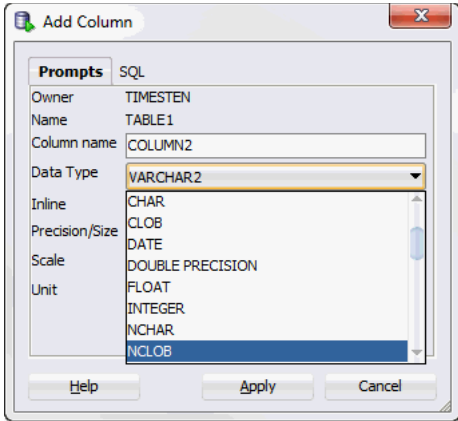 Add Column
Prompts SQL
Owner TIMESTEN
Name TABLE1
Column name COLUMN2
Data Type VARCHAR2
Inline CHAR
CLOB
Precision/Size DATE
Scale DOUBLE PRECISION
Unit FLOAT
INTEGER
NCHAR
NCLOB
Help Apply Cancel